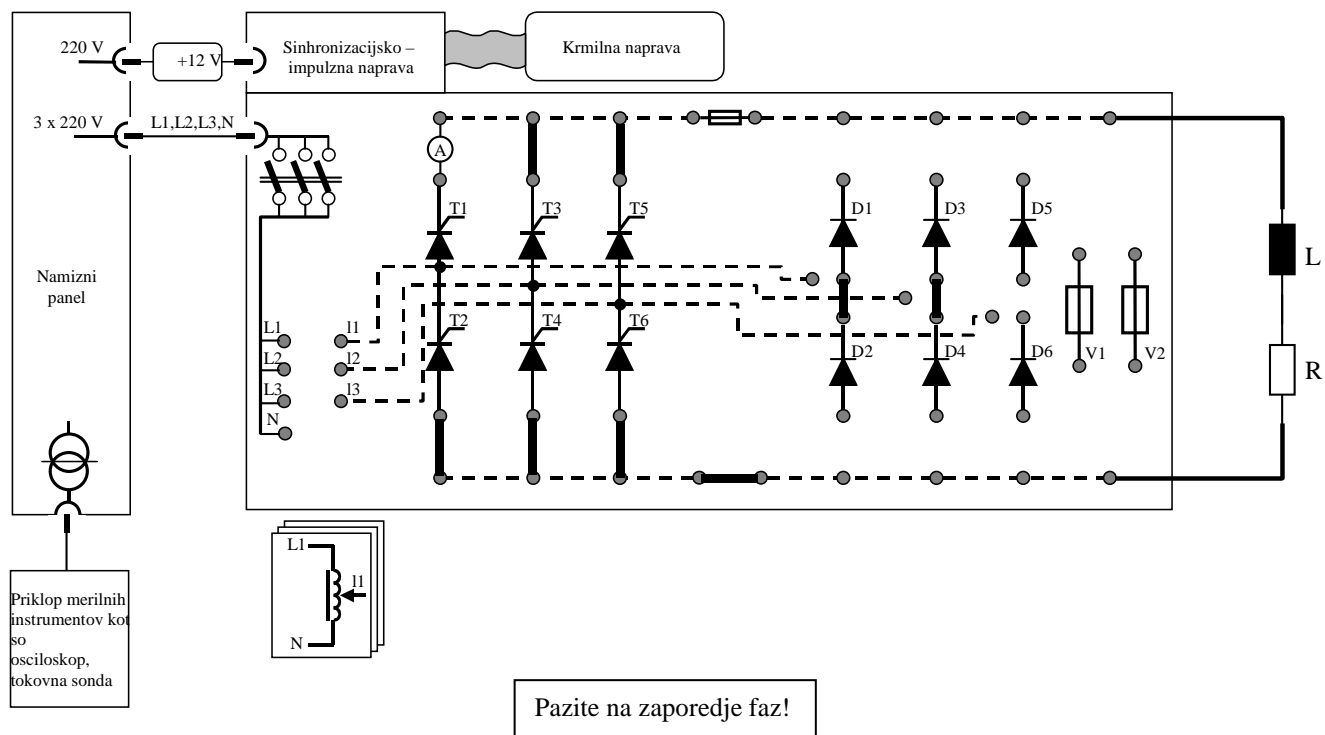 220 V
+12 V
Sinhronizacijsko –
impulzna naprava
Krmilna naprava
3 x 220 V
L1,L2,L3,N
A
T1
T3
T5
D1
D3
D5
Namizni
panel
L
L1
l1
T2
T4
T6
L2
l2
D2
D4
D6
V1
V2
R
L3
l3
N
L1
l1
N
Priklop merilnih
instrumentov kot
so
osciloskop,
tokovna sonda
Pazite na zaporedje faz!